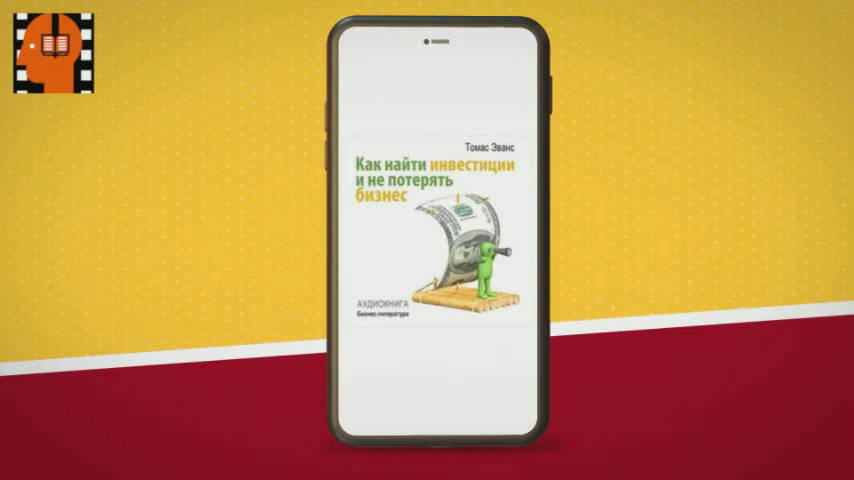 Томас Эванс
Как найти инвестиции
и не потерять
бизнес
АУДИОКНИГА
Бизнес литература